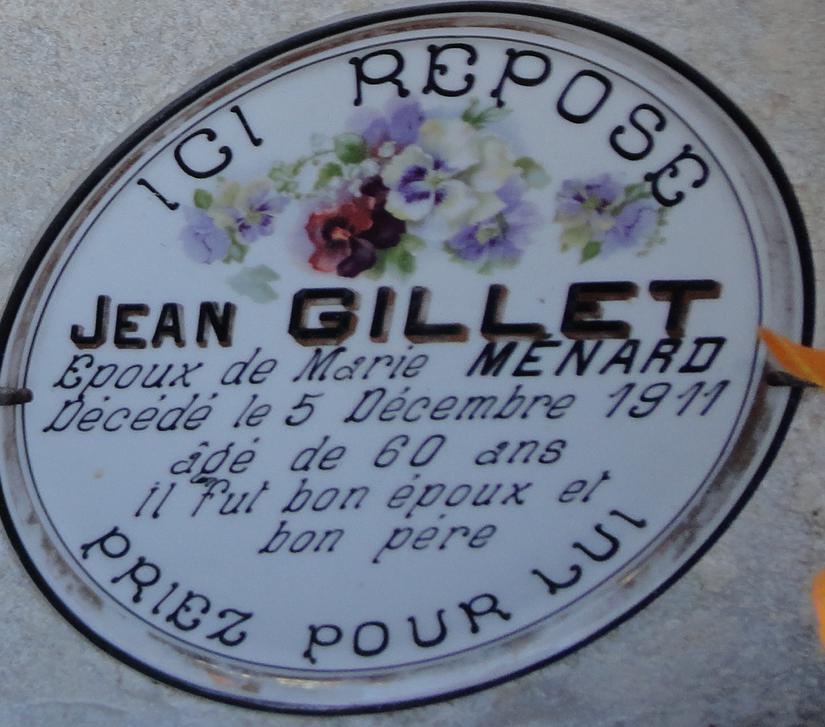 ICI REPOSE
JEAN GILLET
Epoux de Marie MÉNARD
Décédé le 5 Décembre 1911
âgé de 60 ans
il fut bon époux et
bon père
PRIEZ POUR LUI